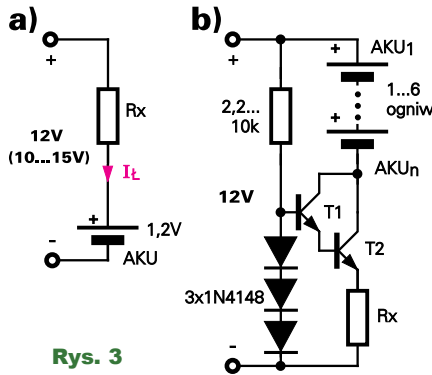 a)
+
Rx
12V
(10...15V)
IŁ
+
1,2V
-
AKU
b)
+
+
AKU1
2,2...
10k
1...6
ogniw
+
AKUn
12V
T1
T2
3x1N4148
Rx
-
Rys. 3